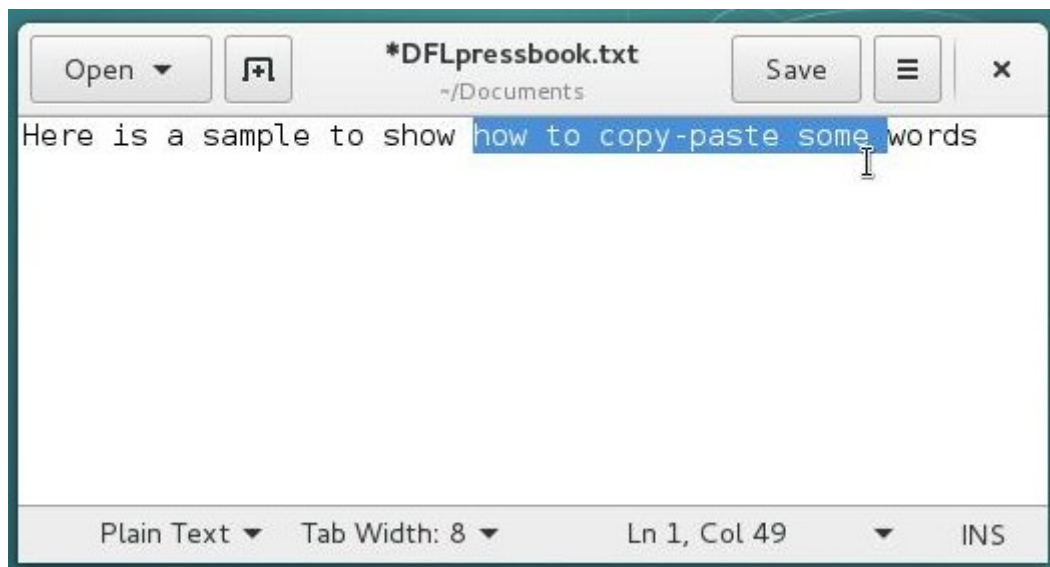 Open
*DFLpressbook.txt
~/Documents
Save
Here is a sample to show how to copy-paste some words
Plain Text Tab Width: 8 Ln 1, Col 49 INS